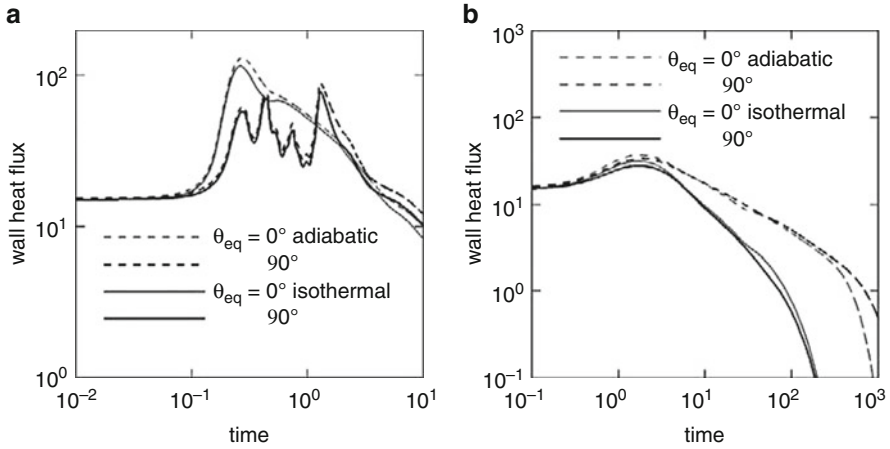 a
wall heat flux
10²
10¹
10⁰
θeq = 0° adiabatic
90°
θeq = 0° isothermal
90°
10⁻² 10⁻¹ 10⁰ 10¹
time
b
wall heat flux
10³
10²
10¹
10⁰
10⁻¹
θeq = 0° adiabatic
90°
θeq = 0° isothermal
90°
10⁻¹ 10⁰ 10¹ 10² 10³
time